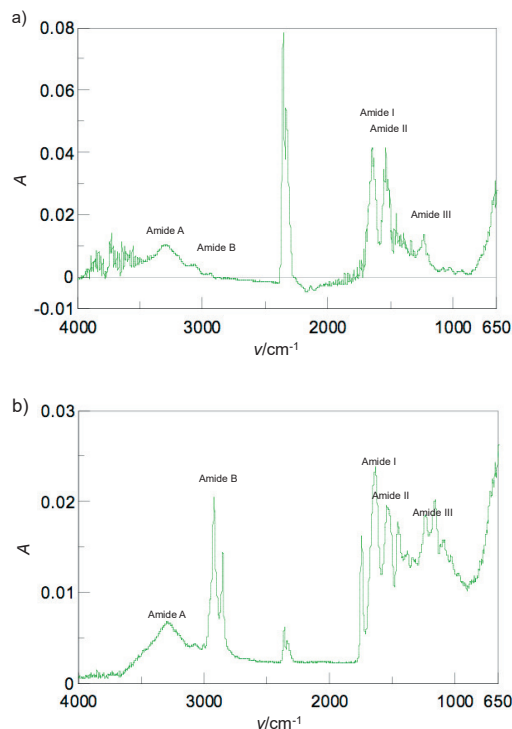 a)
0.08
0.06
0.04
0.02
0
-0.01
A
Amide I
Amide II
Amide A
Amide B
Amide III
4000
3000
2000
1000
650
v/cm-1
b)
0.03
0.02
0.01
0
A
Amide B
Amide I
Amide II
Amide III
Amide A
4000
3000
2000
1000
650
v/cm-1